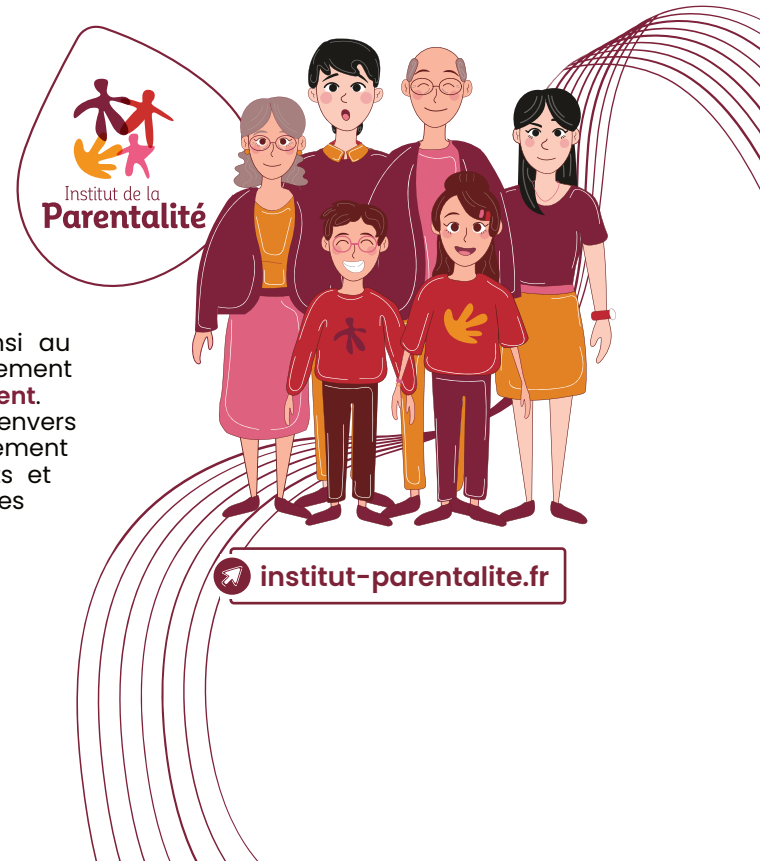 Institut de la
Parentalité
nsi au
ement
ent.
envers
ement
s et
es
institut-parentalite.fr